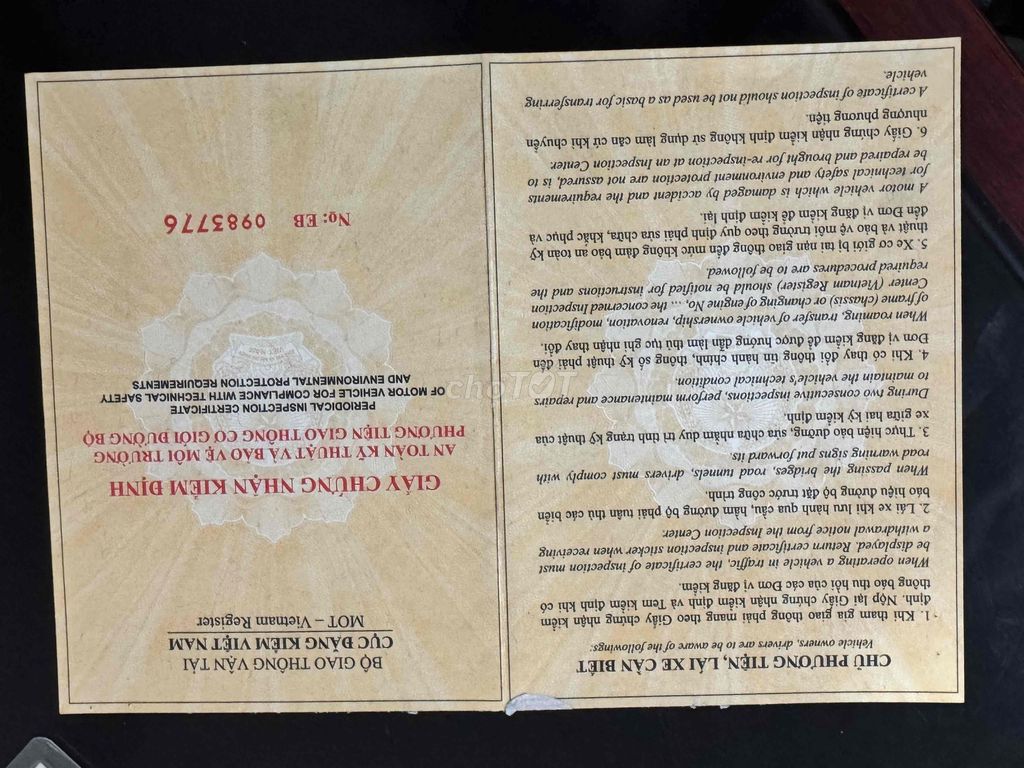 CHỦ PHƯƠNG TIỆN, LÁI XE CẦN BIẾT
Vehicle owners, drivers are to be aware of the followings:
1. Khi tham gia giao thông phải mang theo Giấy chứng nhận kiểm
định. Nộp lại Giấy chứng nhận kiểm định và Tem kiểm định khi có
thông báo thu hồi của các Đơn vị đăng kiểm.
When operating a vehicle in traffic, the certificate of inspection must
be displayed. Return certificate and inspection sticker when receiving
a withdrawal notice from the Inspection Center.
2. Lái xe khi lưu hành qua cầu, hầm đường bộ phải tuân thủ các biển
báo hiệu đường bộ đặt trước công trình.
When passing the bridges, road tunnels, drivers must comply with
road warning signs put forward its.
3. Thực hiện bảo dưỡng, sửa chữa nhằm duy trì tình trạng kỹ thuật của
xe giữa hai kỳ kiểm định.
During two consecutive inspections, perform maintenance and repairs
to maintain the vehicle's technical condition.
4. Khi có thay đổi thông tin hành chính, thông số kỹ thuật phải đến
Đơn vị đăng kiểm để được hướng dẫn làm thủ tục ghi nhận thay đổi.
When roaming, transfer of vehicle ownership, renovation, modification
of frame (chassis) or changing of engine No, ... the concerned Inspection
Center (Vietnam Register) should be notified for instructions and the
required procedures are to be followed.
5. Xe cơ giới bị tai nạn giao thông đến mức không đảm bảo an toàn kỹ
thuật và bảo vệ môi trường theo quy định phải sửa chữa, khắc phục và
đến Đơn vị đăng kiểm để kiểm định lại.
A motor vehicle which is damaged by accident and the requirements
for technical safety and environment protection are not assured, is to
be repaired and brought for re-inspection at an Inspection Center.
6. Giấy chứng nhận kiểm định không sử dụng làm căn cứ khi chuyển
nhượng phương tiện.
A certificate of inspection should not be used as a basic for transferring
vehicle.
BỘ GIAO THÔNG VẬN TẢI
CỤC ĐĂNG KIỂM VIỆT NAM
MOT – Vietnam Register
GIẤY CHỨNG NHẬN KIỂM ĐỊNH
AN TOÀN KỸ THUẬT VÀ BẢO VỆ MÔI TRƯỜNG
PHƯƠNG TIỆN GIAO THÔNG CƠ GIỚI ĐƯỜNG BỘ
PERIODICAL INSPECTION CERTIFICATE
OF MOTOR VEHICLE FOR COMPLIANCE WITH TECHNICAL SAFETY
AND ENVIRONMENTAL PROTECTION REQUIREMENTS
VIỆT NAM
No: EB 0983776
choTOT